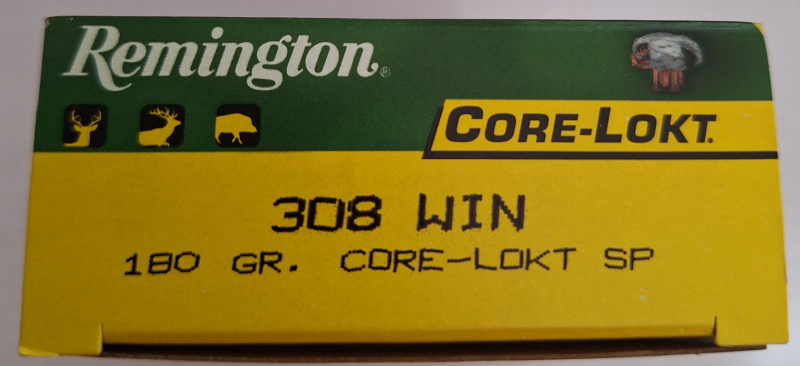 Remington®
CORE-LOKT.
308 WIN
180 GR. CORE-LOKT SP